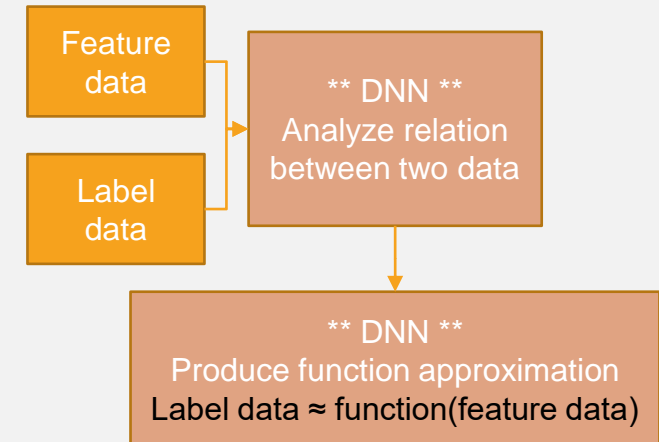 Feature
data
Label
data
** DNN **
Analyze relation
between two data
** DNN **
Produce function approximation
Label data ≈ function(feature data)